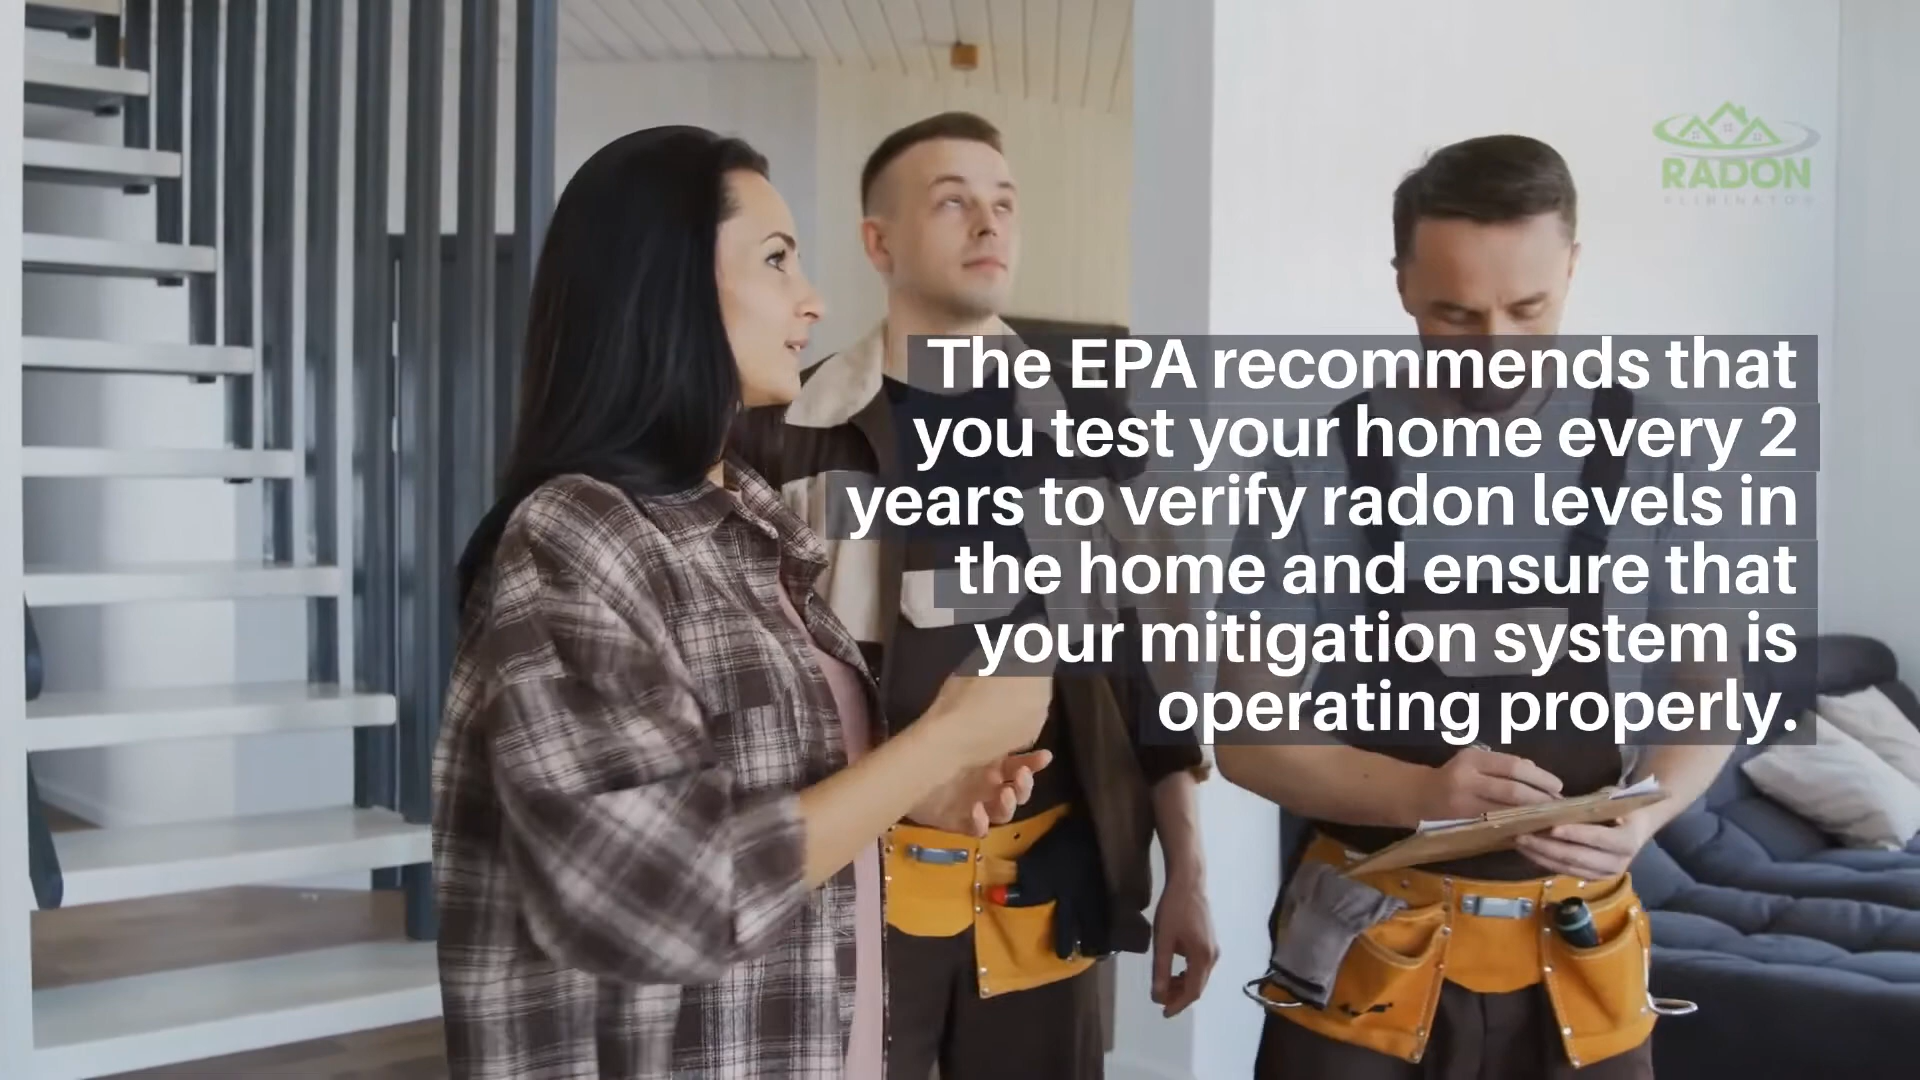 RADON
ELIMINATOR
The EPA recommends that
you test your home every 2
years to verify radon levels in
the home and ensure that
your mitigation system is
operating properly.